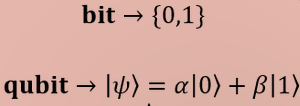 bit → {0,1}
qubit → |ψ⟩ = α|0⟩ + β|1⟩